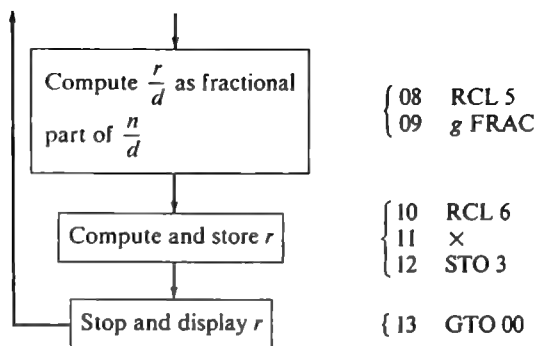 Compute r/d as fractional
part of n/d
{ 08 RCL 5
09 g FRAC
Compute and store r
{ 10 RCL 6
11 ×
12 STO 3
Stop and display r
{ 13 GTO 00